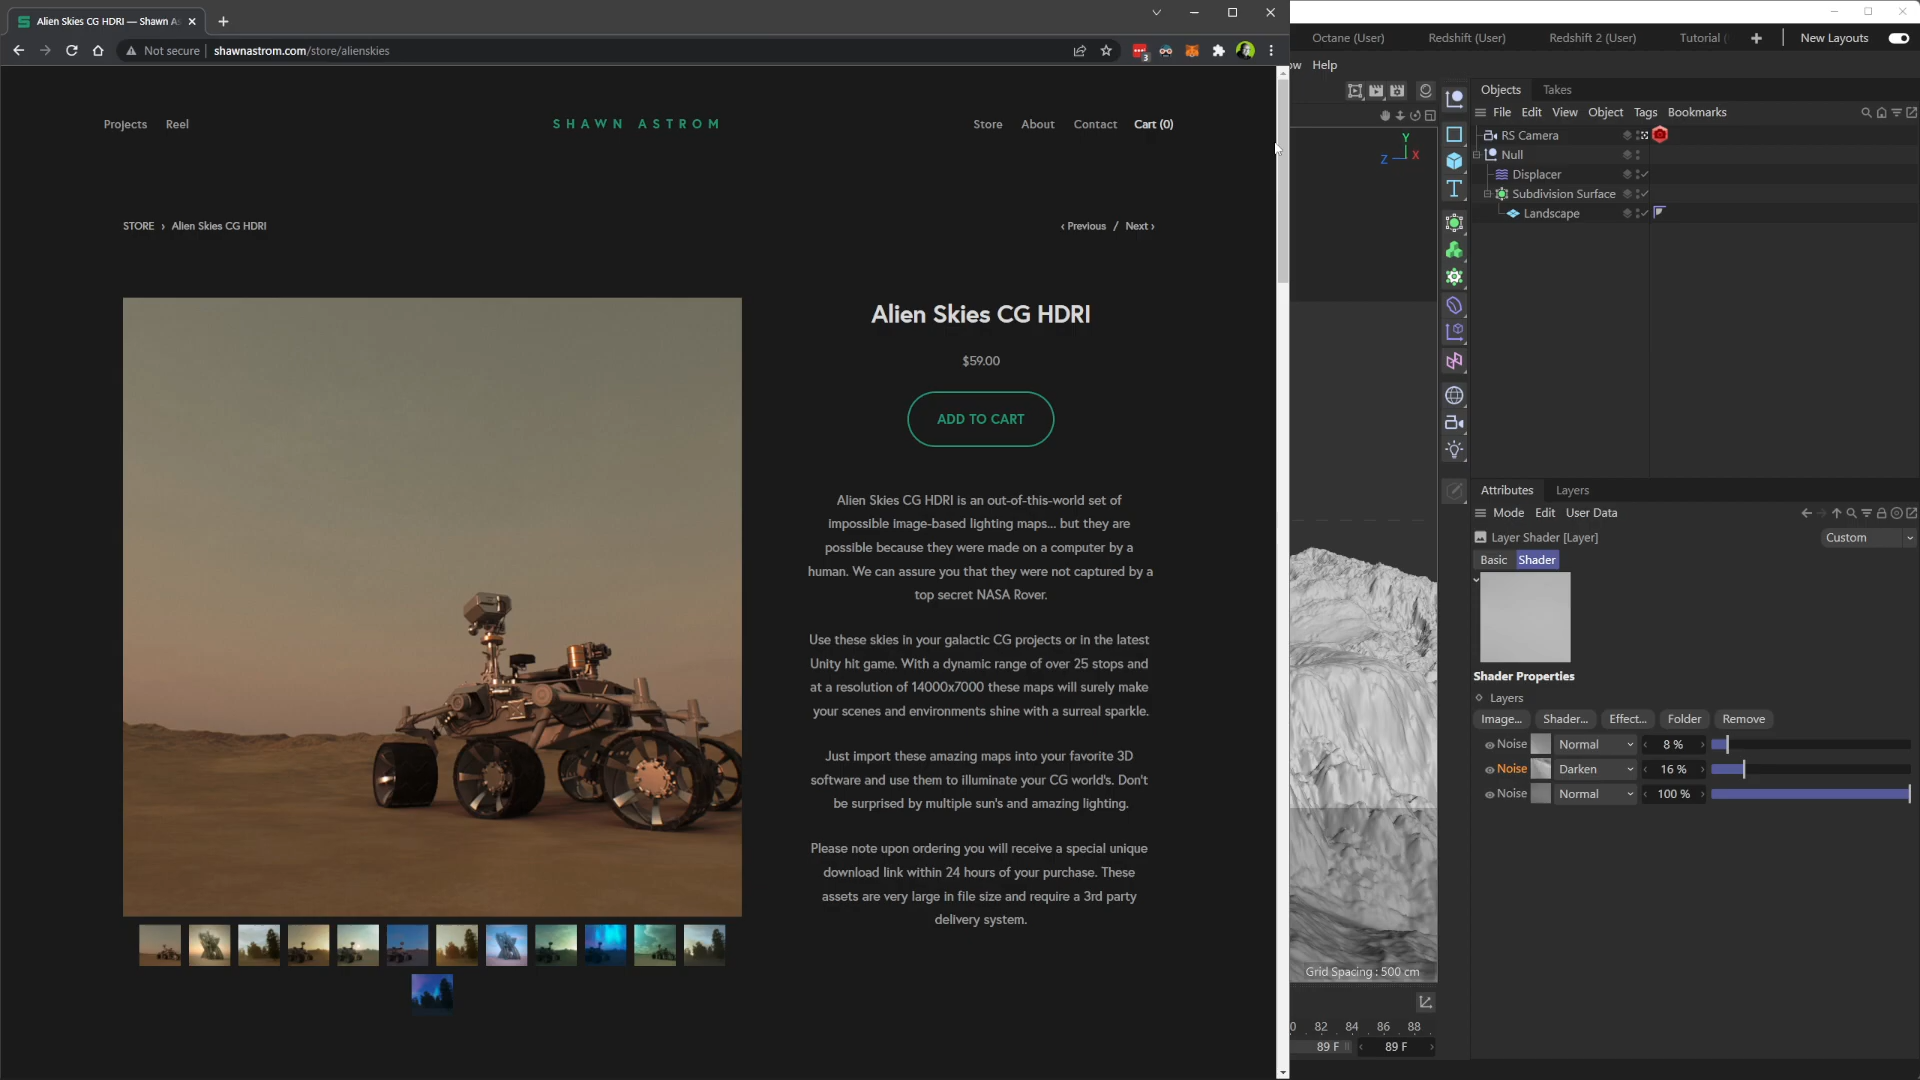 Alien Skies CG HDRI — Shawn As
Not secure
shawnastrom.com/store/alienskies
3
Projects
Reel
SHAWN ASTROM
Store
About
Contact
Cart (0)
STORE › Alien Skies CG HDRI
‹ Previous / Next ›
Alien Skies CG HDRI
$59.00
ADD TO CART
Alien Skies CG HDRI is an out-of-this-world set of
impossible image-based lighting maps... but they are
possible because they were made on a computer by a
human. We can assure you that they were not captured by a
top secret NASA Rover.
Use these skies in your galactic CG projects or in the latest
Unity hit game. With a dynamic range of over 25 stops and
at a resolution of 14000x7000 these maps will surely make
your scenes and environments shine with a surreal sparkle.
Just import these amazing maps into your favorite 3D
software and use them to illuminate your CG world's. Don't
be surprised by multiple sun's and amazing lighting.
Please note upon ordering you will receive a special unique
download link within 24 hours of your purchase. These
assets are very large in file size and require a 3rd party
delivery system.
Octane (User)
Redshift (User)
Redshift 2 (User)
Tutorial (
New Layouts
ow Help
Y
Z X
Grid Spacing : 500 cm
0 82 84 86 88
89 F 89 F
Objects Takes
File Edit View Object Tags Bookmarks
RS Camera
Null
Displacer
Subdivision Surface
Landscape
Attributes Layers
Mode Edit User Data
Layer Shader [Layer]
Custom
Basic Shader
Shader Properties
Layers
Image... Shader... Effect... Folder Remove
Noise Normal 8 %
Noise Darken 16 %
Noise Normal 100 %